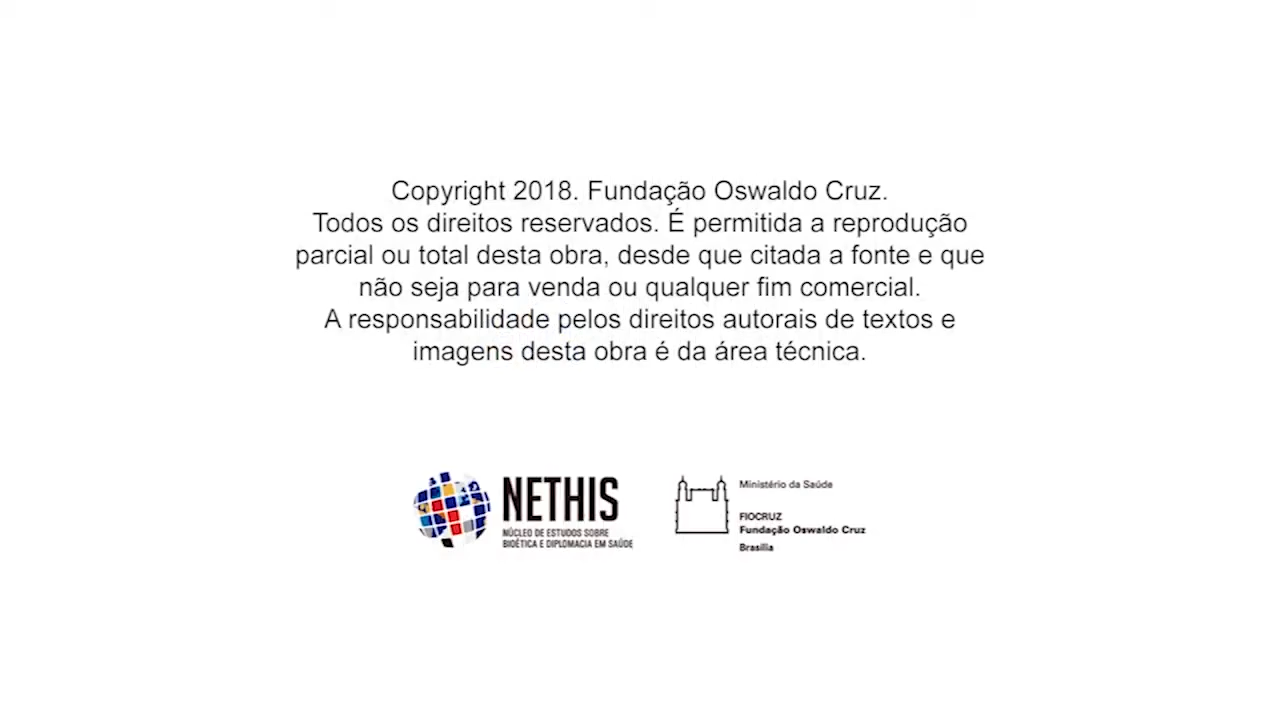 Copyright 2018. Fundação Oswaldo Cruz.
Todos os direitos reservados. É permitida a reprodução
parcial ou total desta obra, desde que citada a fonte e que
não seja para venda ou qualquer fim comercial.
A responsabilidade pelos direitos autorais de textos e
imagens desta obra é da área técnica.
NETHIS
NÚCLEO DE ESTUDOS SOBRE
BIOÉTICA E DIPLOMACIA EM SAÚDE
Ministério da Saúde
FIOCRUZ
Fundação Oswaldo Cruz
Brasília